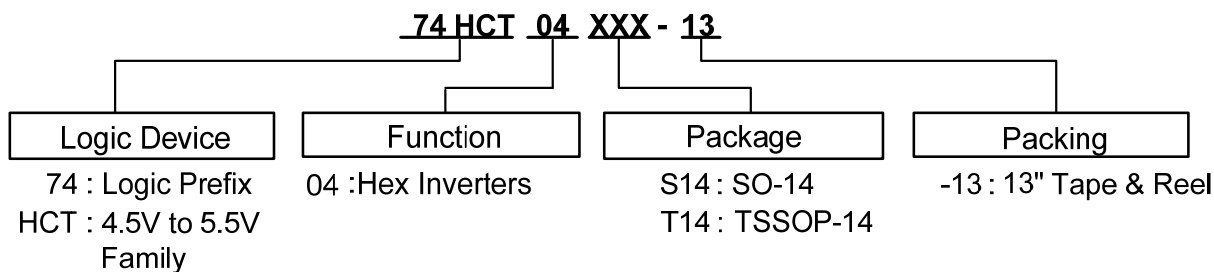 74 HCT 04 XXX - 13
Logic Device
74 : Logic Prefix
HCT : 4.5V to 5.5V
Family
Function
04 :Hex Inverters
Package
S14 : SO-14
T14 : TSSOP-14
Packing
-13 : 13" Tape & Reel